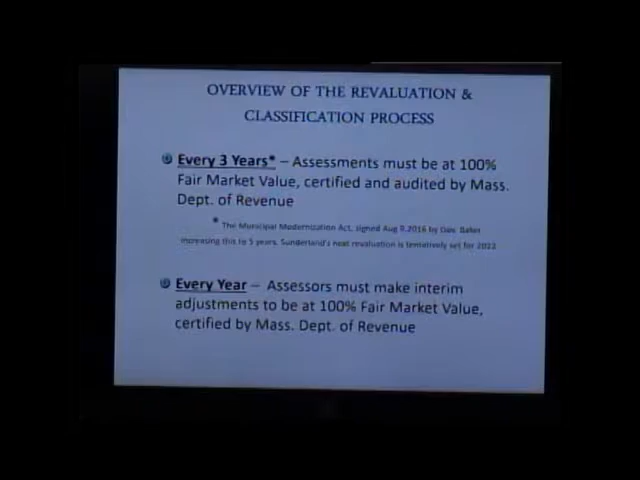 OVERVIEW OF THE REVALUATION &
CLASSIFICATION PROCESS
Every 3 Years* – Assessments must be at 100%
Fair Market Value, certified and audited by Mass.
Dept. of Revenue
* The Municipal Modernization Act, signed Aug 9 2016 by Gov. Baker
increasing this to 5 years. Sunderland's next revaluation is tentatively set for 2022
Every Year – Assessors must make interim
adjustments to be at 100% Fair Market Value,
certified by Mass. Dept. of Revenue